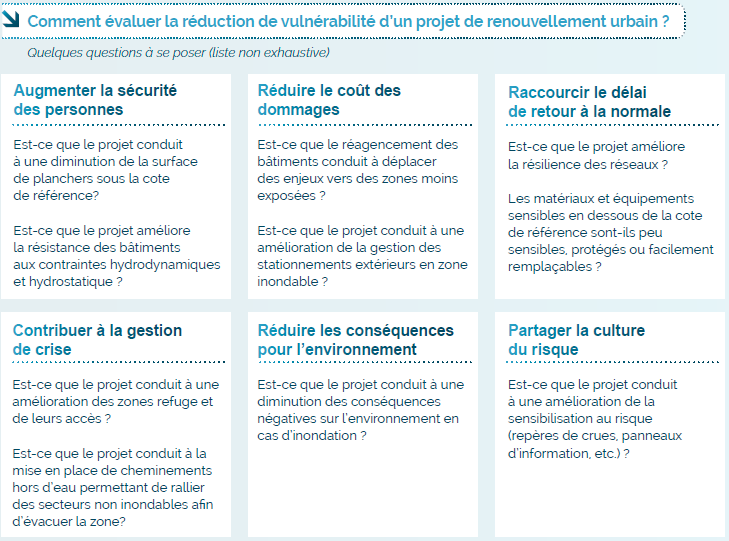 Comment évaluer la réduction de vulnérabilité d'un projet de renouvellement urbain ?
Quelques questions à se poser (liste non exhaustive)
Augmenter la sécurité
des personnes
Est-ce que le projet conduit
à une diminution de la surface
de planchers sous la cote
de référence?
Est-ce que le projet améliore
la résistance des bâtiments
aux contraintes hydrodynamiques
et hydrostatique ?
Réduire le coût des
dommages
Est-ce que le réagencement des
bâtiments conduit à déplacer
des enjeux vers des zones moins
exposées ?
Est-ce que le projet conduit à une
amélioration de la gestion des
stationnements extérieurs en zone
inondable ?
Raccourcir le délai
de retour à la normale
Est-ce que le projet améliore
la résilience des réseaux ?
Les matériaux et équipements
sensibles en dessous de la cote
de référence sont-ils peu
sensibles, protégés ou facilement
remplaçables ?
Contribuer à la gestion
de crise
Est-ce que le projet conduit à une
amélioration des zones refuge et
de leurs accès ?
Est-ce que le projet conduit à la
mise en place de cheminements
hors d'eau permettant de rallier
des secteurs non inondables afin
d'évacuer la zone?
Réduire les conséquences
pour l'environnement
Est-ce que le projet conduit à une
diminution des conséquences
négatives sur l'environnement en
cas d'inondation ?
Partager la culture
du risque
Est-ce que le projet conduit
à une amélioration de la
sensibilisation au risque
(repères de crues, panneaux
d'information, etc.) ?